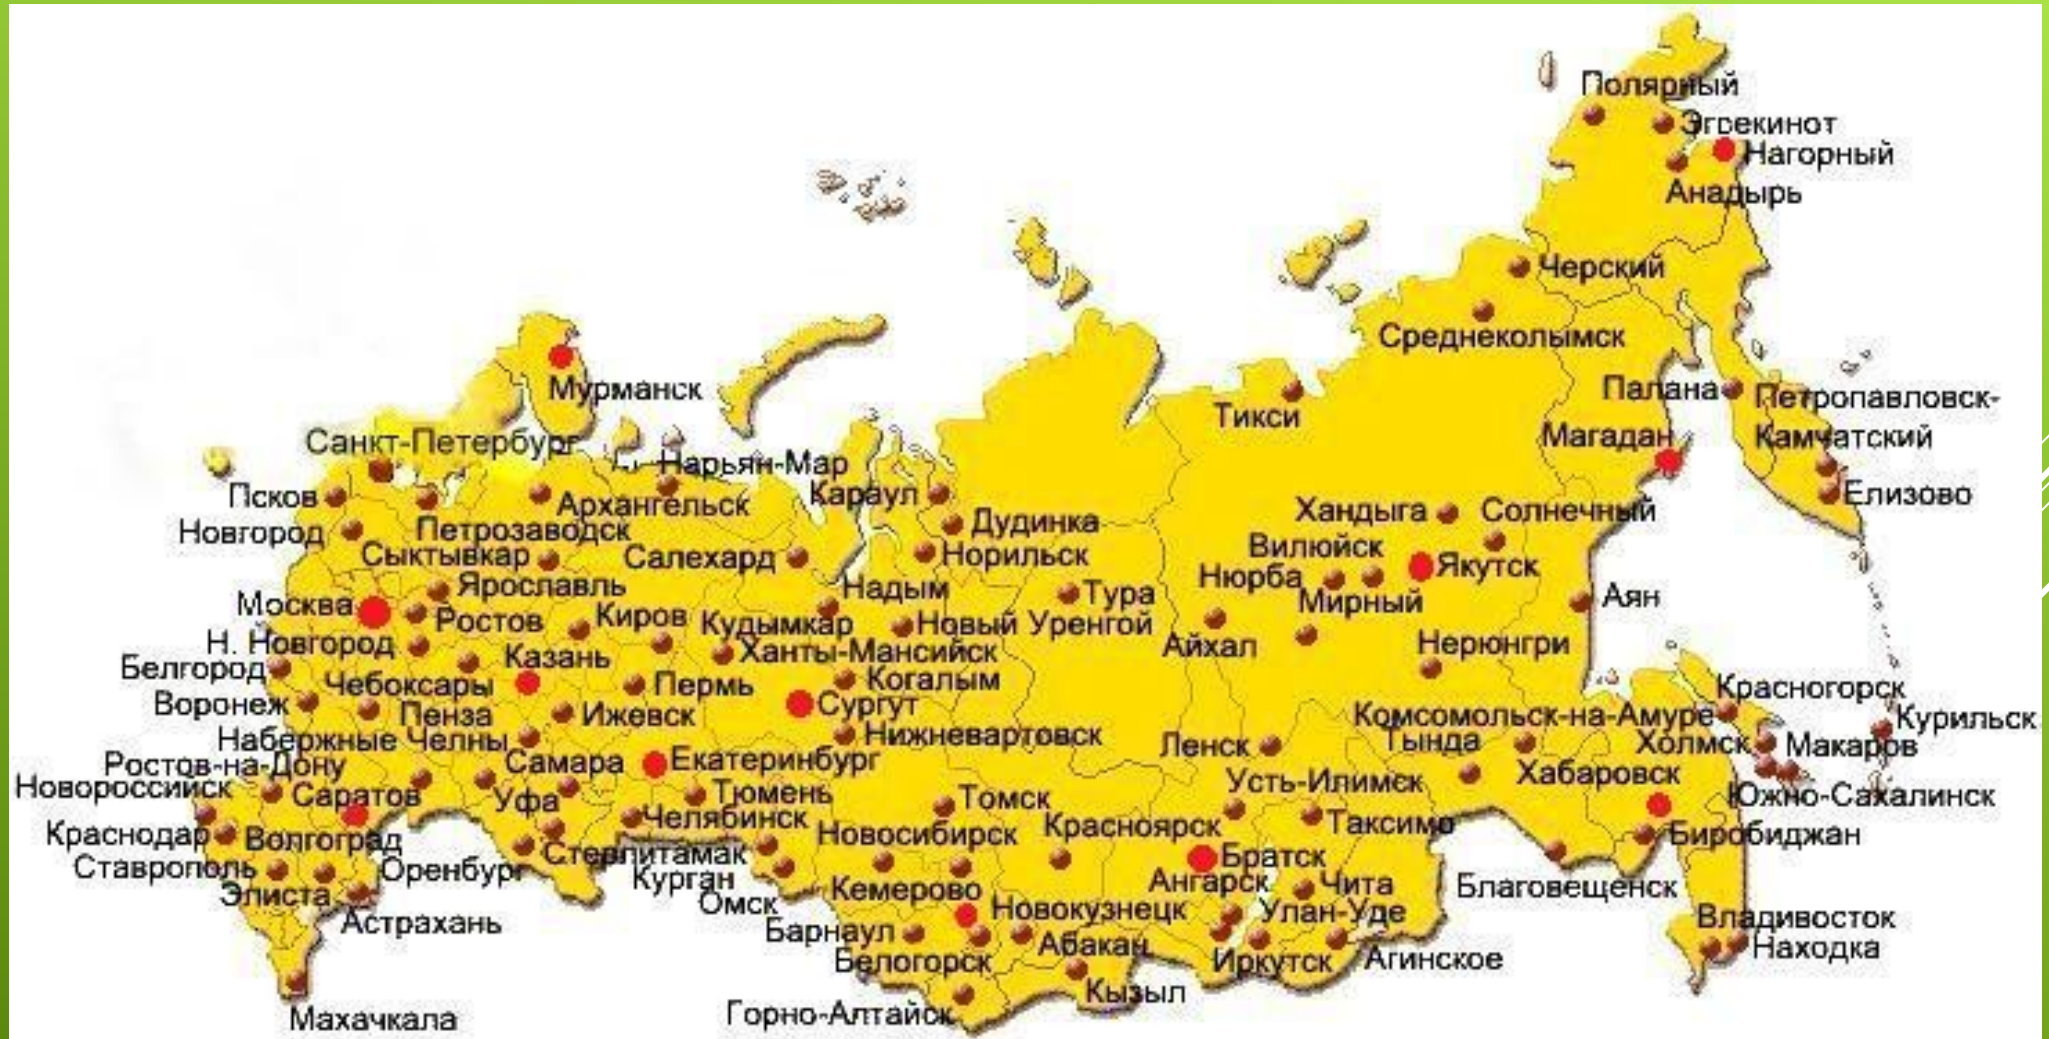 Полярный
Эгвекинот
Нагорный
Анадырь
Черский
Среднеколымск
Мурманск
Палана
Петропавловск-
Камчатский
Тикси
Магадан
Санкт-Петербург
Нарьян-Мар
Караул
Псков
Архангельск
Елизово
Хандыга
Солнечный
Дудинка
Новгород
Петрозаводск
Сыктывкар
Салехард
Норильск
Вилюйск
Якутск
Нюрба
Ярославль
Надым
Тура
Мирный
Аян
Москва
Ростов
Киров
Кудымкар
Новый Уренгой
Н. Новгород
Казань
Ханты-Мансийск
Айхал
Нерюнгри
Белгород
Чебоксары
Пермь
Когалым
Красногорск
Воронеж
Пенза
Ижевск
Сургут
Комсомольск-на-Амуре
Курильск
Набержные Челны
Нижневартовск
Ленск
Тында
Холмск
Макаров
Ростов-на-Дону
Самара
Екатеринбург
Усть-Илимск
Хабаровск
Новороссийск
Саратов
Уфа
Тюмень
Томск
Южно-Сахалинск
Челябинск
Краснодар
Волгоград
Новосибирск
Красноярск
Таксимо
Биробиджан
Ставрополь
Оренбург
Стерлитамак
Братск
Курган
Кемерово
Ангарск
Чита
Благовещенск
Элиста
Омск
Новокузнецк
Улан-Уде
Астрахань
Барнаул
Абакан
Владивосток
Находка
Белогорск
Иркутск
Агинское
Кызыл
Махачкала
Горно-Алтайск